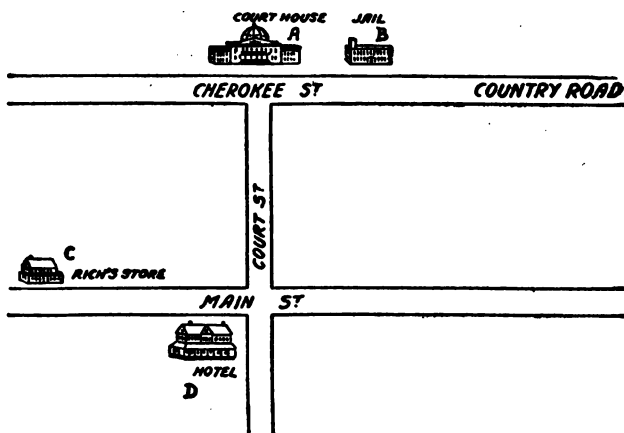 COURT HOUSE
A
JAIL
B
CHEROKEE ST
COUNTRY ROAD
COURT ST
C
RICH'S STORE
MAIN ST
HOTEL
D